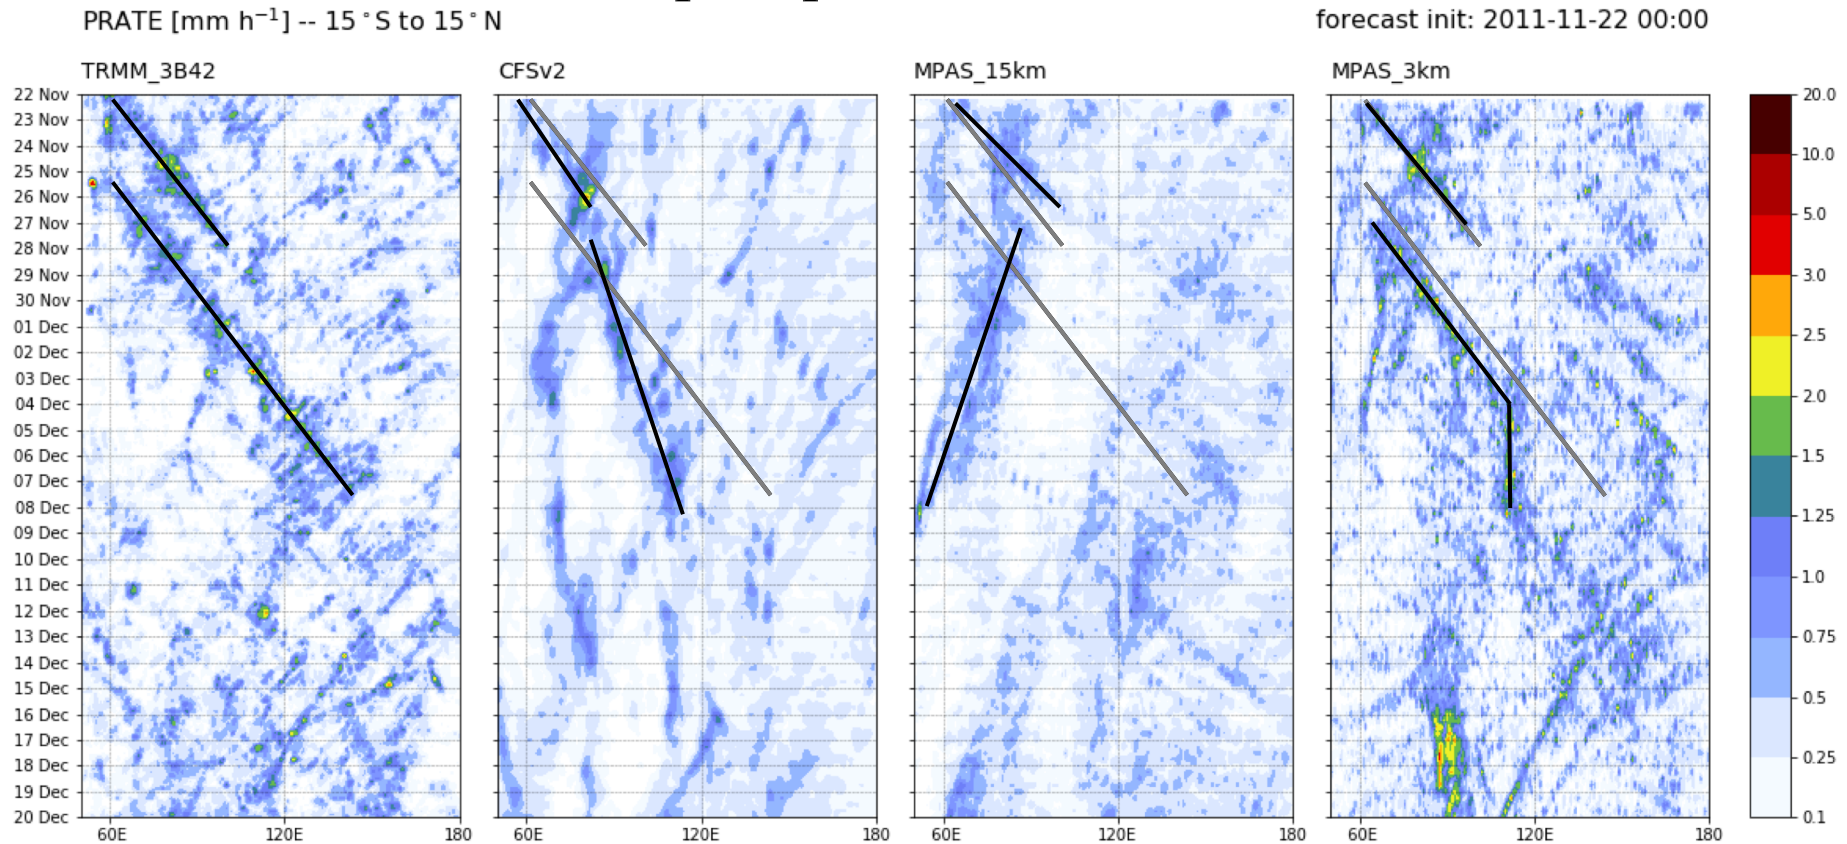 PRATE [mm h⁻¹] -- 15°S to 15°N
forecast init: 2011-11-22 00:00
TRMM_3B42
CFSv2
MPAS_15km
MPAS_3km
22 Nov
23 Nov
24 Nov
25 Nov
26 Nov
27 Nov
28 Nov
29 Nov
30 Nov
01 Dec
02 Dec
03 Dec
04 Dec
05 Dec
06 Dec
07 Dec
08 Dec
09 Dec
10 Dec
11 Dec
12 Dec
13 Dec
14 Dec
15 Dec
16 Dec
17 Dec
18 Dec
19 Dec
20 Dec
60E 120E 180
60E 120E 180
60E 120E 180
60E 120E 180
20.0
10.0
5.0
3.0
2.5
2.0
1.5
1.25
1.0
0.75
0.5
0.25
0.1